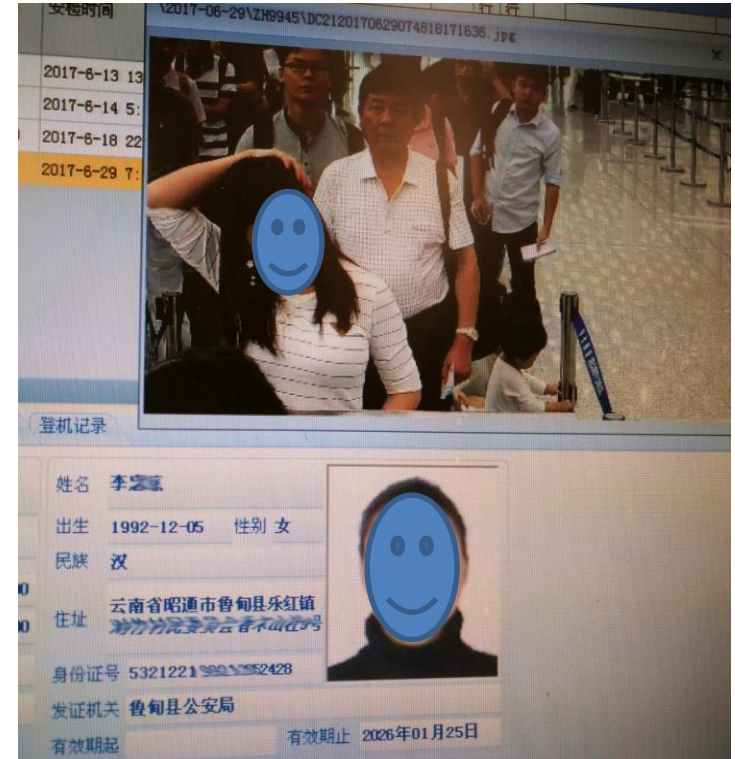 安检时间
行 行
\2017-06-29\ZH9945\DC2120170629074618171636.jpg
2017-6-13 13
2017-6-14 5:
2017-6-18 22
2017-6-29 7:
登机记录
姓名 李
出生 1992-12-05 性别 女
民族 汉
住址 云南省昭通市鲁甸县乐红镇
身份证号
发证机关 鲁甸县公安局
有效期起 有效期止 2026年01月25日